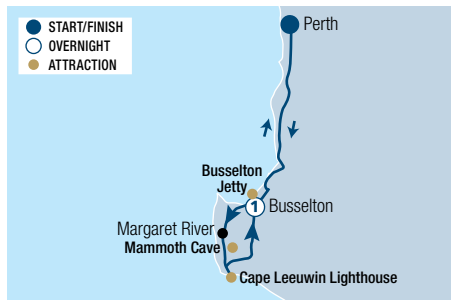 START/FINISH
OVERNIGHT
ATTRACTION
Perth
Busselton
Jetty
1
Busselton
Margaret River
Mammoth Cave
Cape Leeuwin Lighthouse